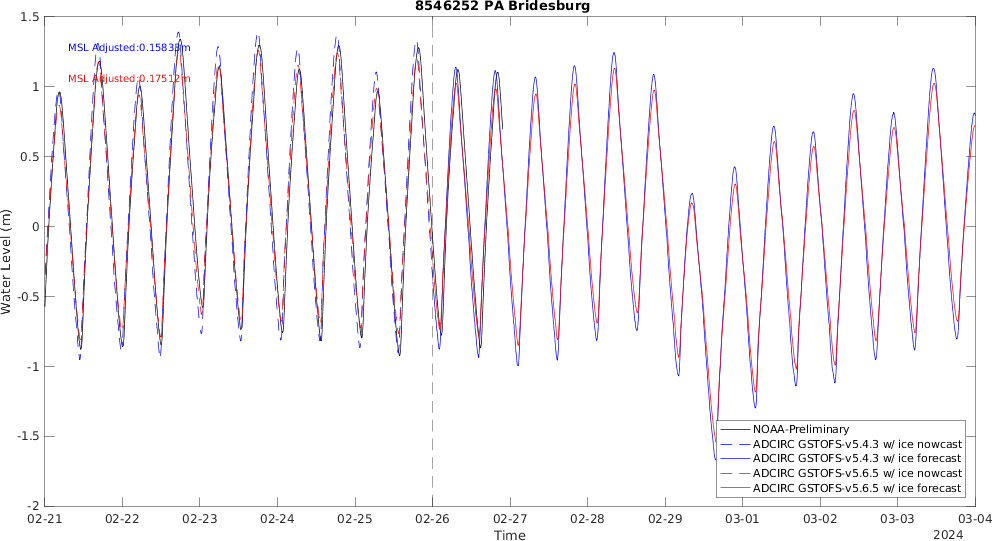 8546252 PA Bridesburg
MSL Adjusted:0.15833m
MSL Adjusted:0.17512m
Water Level (m)
1.5
1
0.5
0
-0.5
-1
-1.5
-2
NOAA-Preliminary
ADCIRC GSTOFS-v5.4.3 w/ ice nowcast
ADCIRC GSTOFS-v5.4.3 w/ ice forecast
ADCIRC GSTOFS-v5.6.5 w/ ice nowcast
ADCIRC GSTOFS-v5.6.5 w/ ice forecast
02-21 02-22 02-23 02-24 02-25 02-26 02-27 02-28 02-29 03-01 03-02 03-03 03-04
Time
2024